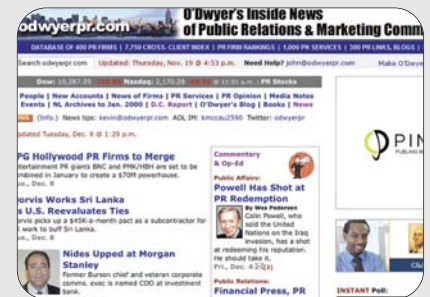 odwyerpr.com
O'Dwyer's Inside News
of Public Relations & Marketing Comm
DATABASE OF 400 PR FIRMS | 7,750 CROSS-CLIENT INDEX | PR FIRM RANKINGS | 1,000 PR SERVICES | 300 PR LINKS, BLOGS |
Search odwyerpr.com Updated: Thursday, Nov. 19 @ 4:53 p.m. Need Help? john@odwyerpr.com Make O'Dwye
Dow: 10,287.25 Nasdaq: 2,170.28 @ 11:01 a.m. | PR Stocks
People | New Accounts | News of Firms | PR Services | PR Opinion | Media Notes
Events | NL Archives to Jan. 2000 | D.C. Report | O'Dwyer's Blog | Books | News
(Info.) News tips: kevin@odwyerpr.com AOL IM: kmccau2590 Twitter: odwyerpr
pdated Tuesday, Dec. 8 @ 1:29 p.m.
PG Hollywood PR Firms to Merge
tertainment PR giants BNC and PMK/HBH are set to be
mbined in January to create a $70M powerhouse.
e., Dec. 8
orvis Works Sri Lanka
s U.S. Reevaluates Ties
orvis picks up a $45K-a-month pact as a subcontractor for
work to buff Sri Lanka.
e., Dec. 8
Nides Upped at Morgan
Stanley
Former Burson chief and veteran corporate
comms. exec is named COO at investment
bank.
Commentary
& Op-Ed
Public Affairs:
Powell Has Shot at
PR Redemption
By Wes Pedersen
Colin Powell, who
sold the United
Nations on the Iraq
invasion, has a shot
at redeeming his reputation.
He should take it.
Fri., Dec. 4
Public Relations:
Financial Press, PR
PIN
INSTANT Poll: